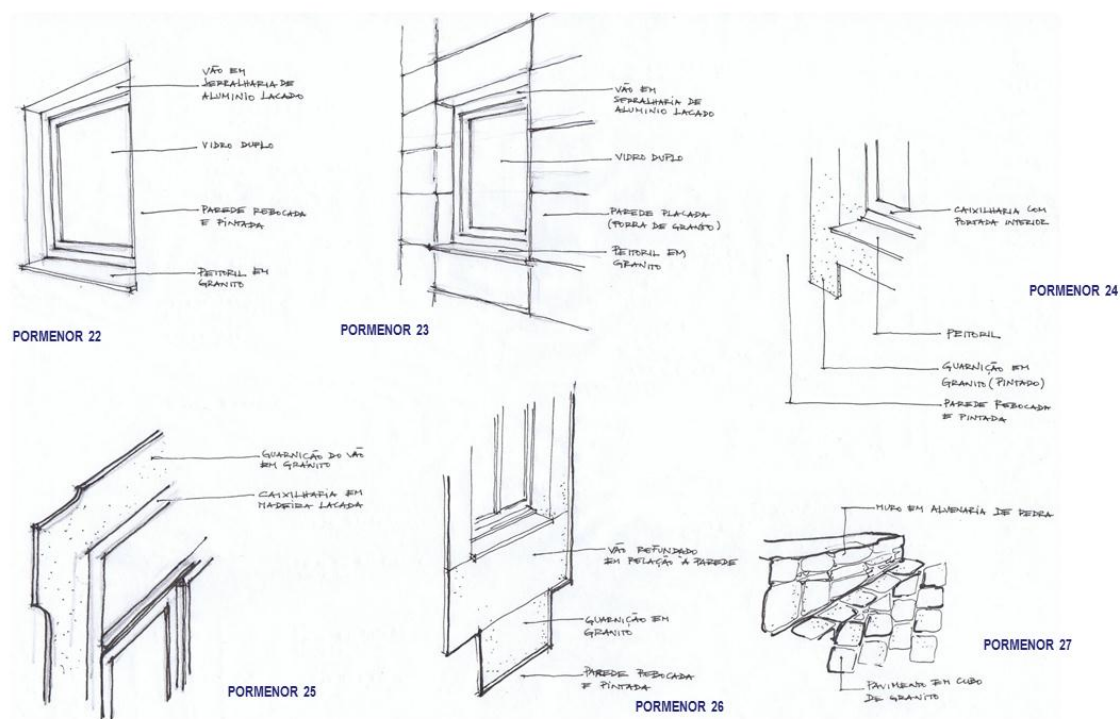 VÃO EM
SERRALHARIA DE
ALUMINIO LACADO
VIDRO DUPLO
PAREDE REBOCADA
E PINTADA
PEITORIL EM
GRANITO
PORMENOR 22
VÃO EM
SERRALHARIA DE
ALUMINIO LACADO
VIDRO DUPLO
PAREDE PLACADA
(FORRA DE GRANITO)
PEITORIL EM
GRANITO
PORMENOR 23
CAIXILHARIA COM
PORTADA INTERIOR
PORMENOR 24
PEITORIL
GUARNIÇÃO EM
GRANITO (PINTADO)
PAREDE REBOCADA
E PINTADA
GUARNIÇÃO DO VÃO
EM GRANITO
CAIXILHARIA EM
MADEIRA LACADA
PORMENOR 25
VÃO REFUNDADO
EM RELAÇÃO À PAREDE
GUARNIÇÃO EM
GRANITO
PAREDE REBOCADA
E PINTADA
PORMENOR 26
MURO EM ALVENARIA DE PEDRA
PORMENOR 27
PAVIMENTO EM CUBO
DE GRANITO